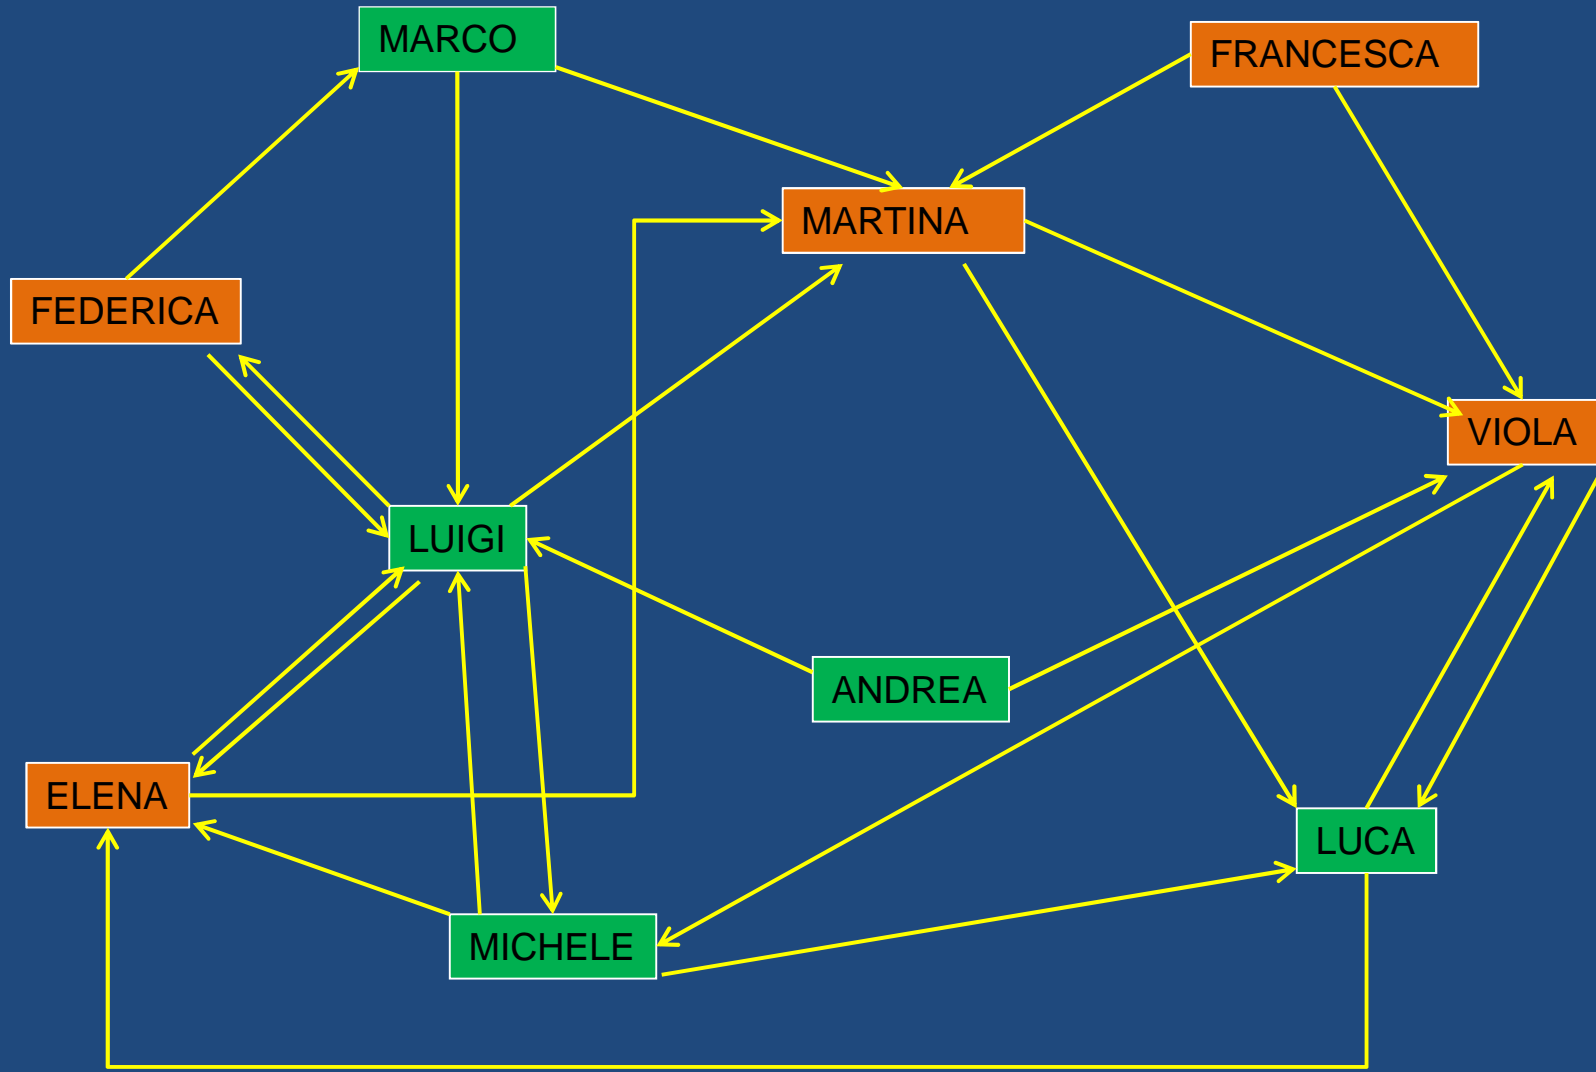 MARCO
FRANCESCA
MARTINA
FEDERICA
VIOLA
LUIGI
ANDREA
ELENA
LUCA
MICHELE